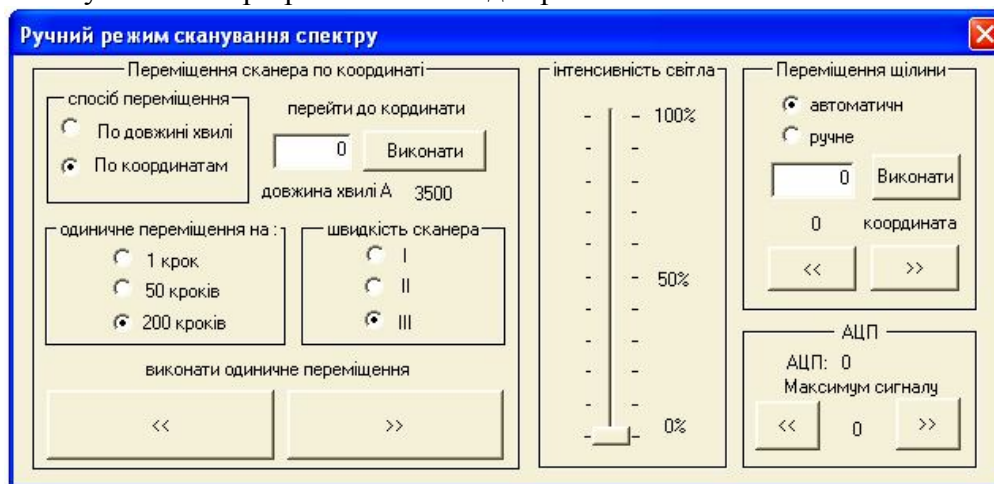 Ручний режим сканування спектру
Переміщення сканера по координаті
спосіб переміщення
По довжині хвилі
По координатам
перейти до кординати
0 Виконати
довжина хвилі А 3500
одиничне переміщення на :
1 крок
50 кроків
200 кроків
швидкість сканера
I
II
III
виконати одиничне переміщення
<< >>
інтенсивність світла
100%
50%
0%
Переміщення щілини
автоматичн
ручне
0 Виконати
0 координата
<< >>
АЦП
АЦП: 0
Максимум сигналу
<< 0 >>